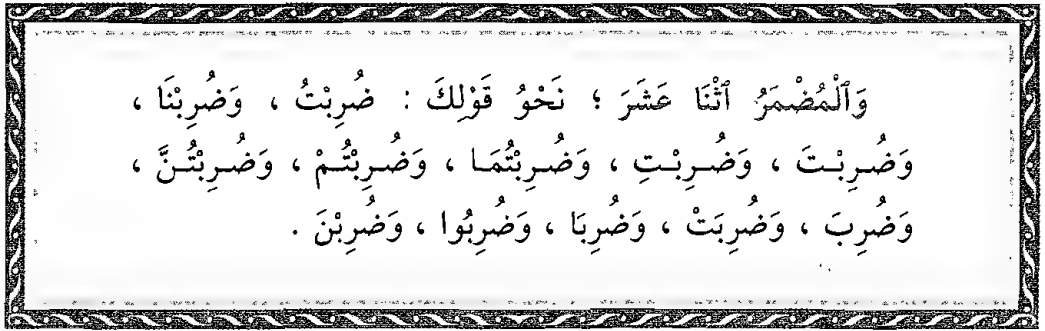 وَٱلْمُضْمَرُ ٱثْنَا عَشَرَ ؛ نَحْوُ قَوْلِكَ : ضُرِبْتُ ، وَضُرِبْنَا ،
وَضُرِبْتَ ، وَضُرِبْتِ ، وَضُرِبْتُمَا ، وَضُرِبْتُمْ ، وَضُرِبْتُنَّ ،
وَضُرِبَ ، وَضُرِبَتْ ، وَضُرِبَا ، وَضُرِبُوا ، وَضُرِبْنَ .